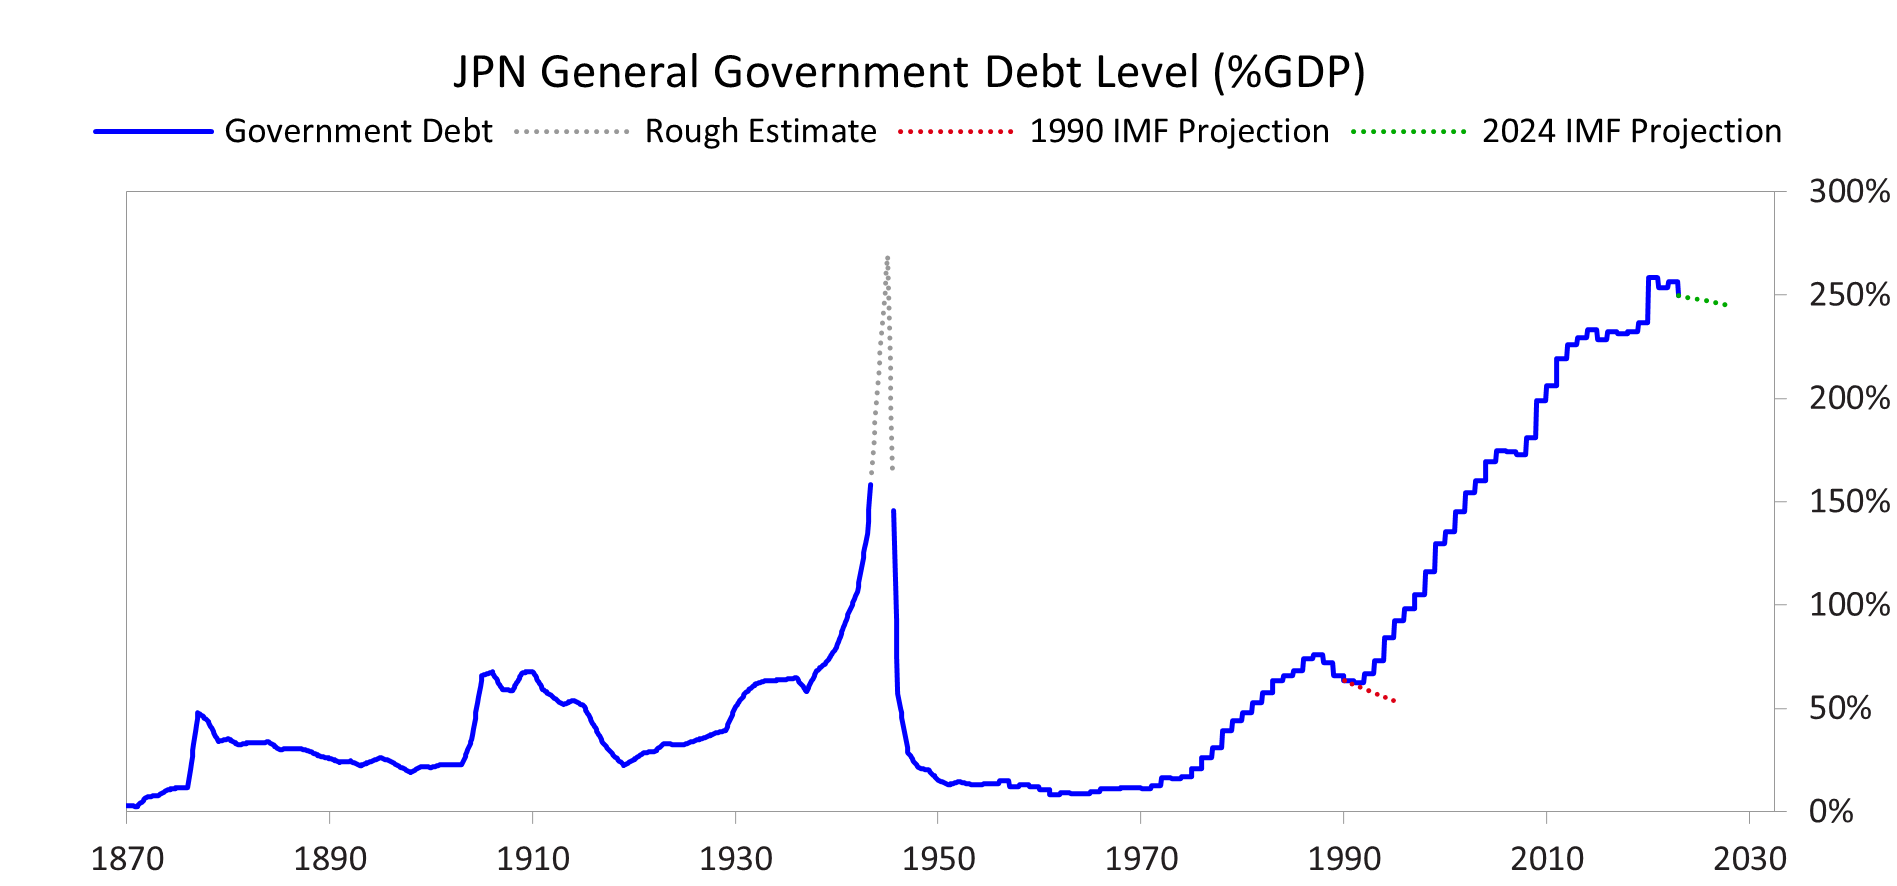 JPN General Government Debt Level (%GDP)
Government Debt Rough Estimate 1990 IMF Projection 2024 IMF Projection
300%
250%
200%
150%
100%
50%
0%
1870 1890 1910 1930 1950 1970 1990 2010 2030